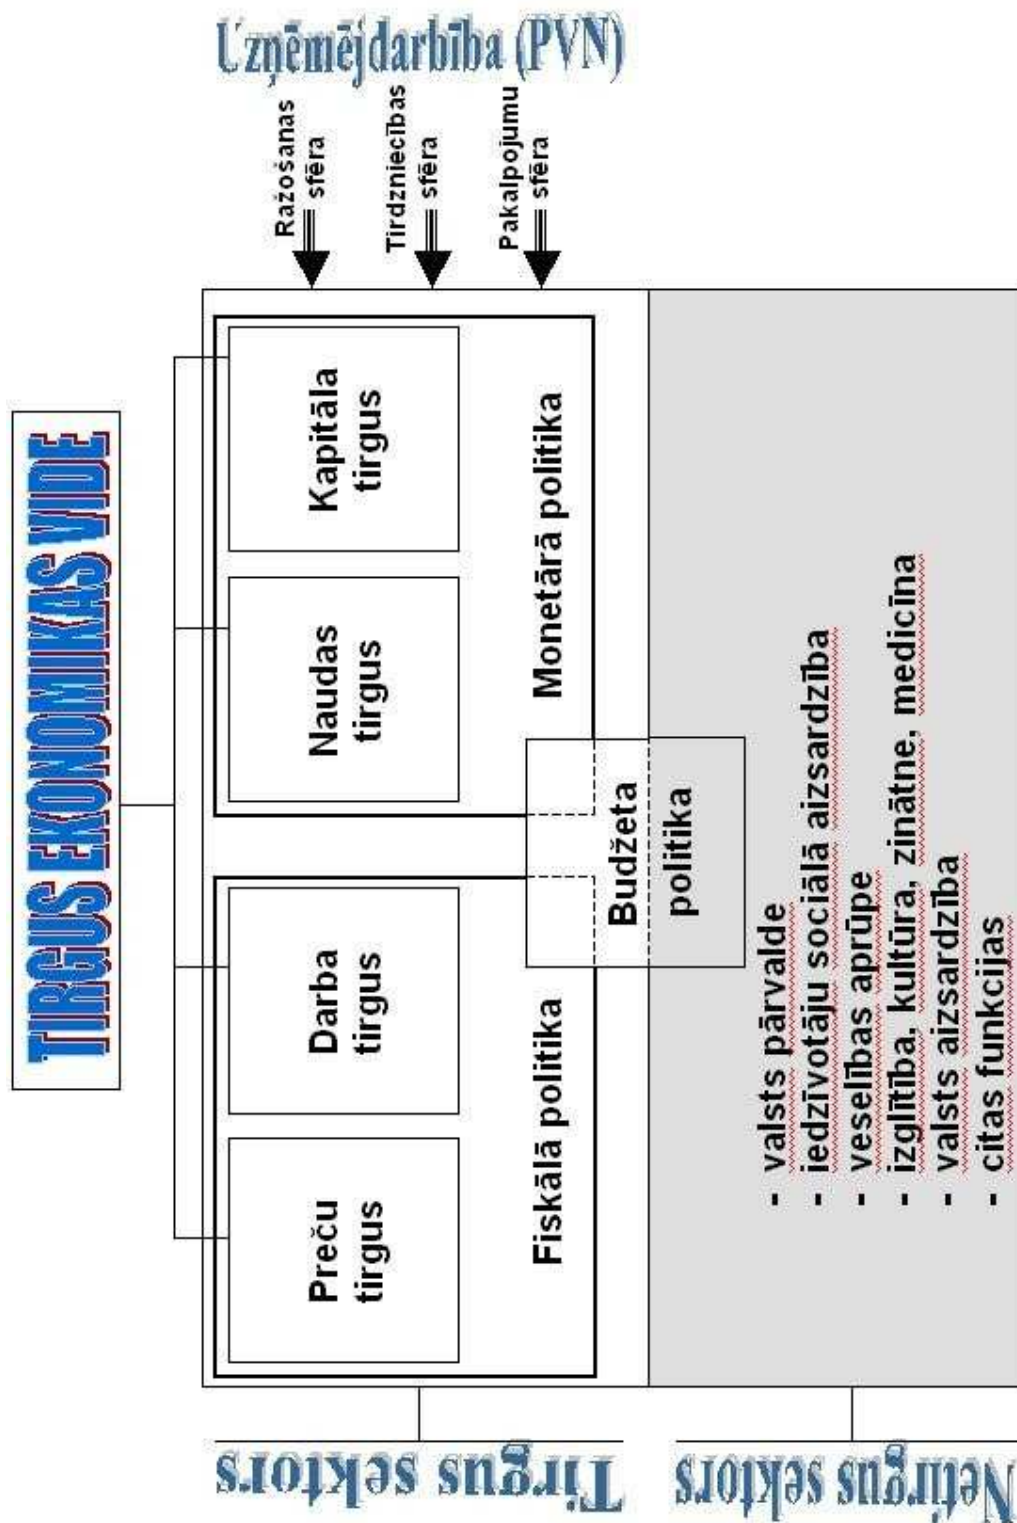 TIRGUS EKONOMIKAS VIDE
Tirgus sektors
Preču
tirgus
Darba
tirgus
Naudas
tirgus
Kapitāla
tirgus
Fiskālā politika
Monetārā politika
Budžeta
politika
Uzņēmējdarbība (PVN)
Ražošanas
sfēra
Tirdzniecības
sfēra
Pakalpojumu
sfēra
Netirgus sektors
- valsts pārvalde
- iedzīvotāju sociālā aizsardzība
- veselības aprūpe
- izglītība, kultūra, zinātne, medicīna
- valsts aizsardzība
- citas funkcijas